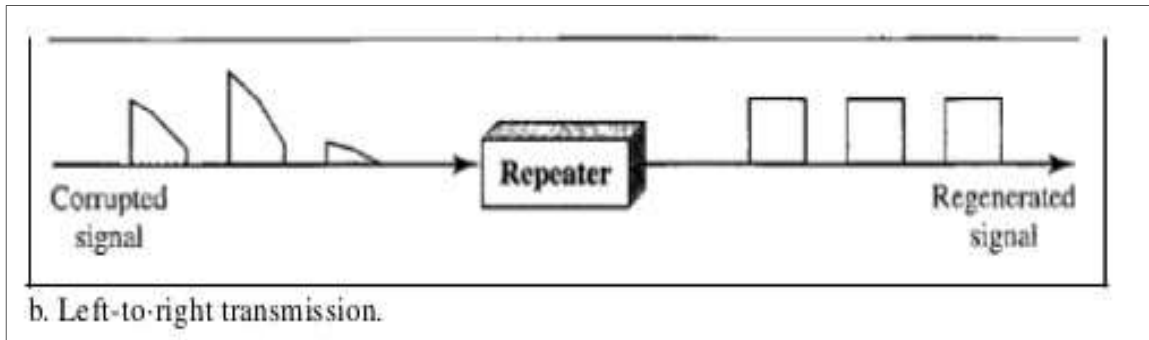 Repeater
Corrupted
signal
Regenerated
signal
b. Left-to-right transmission.